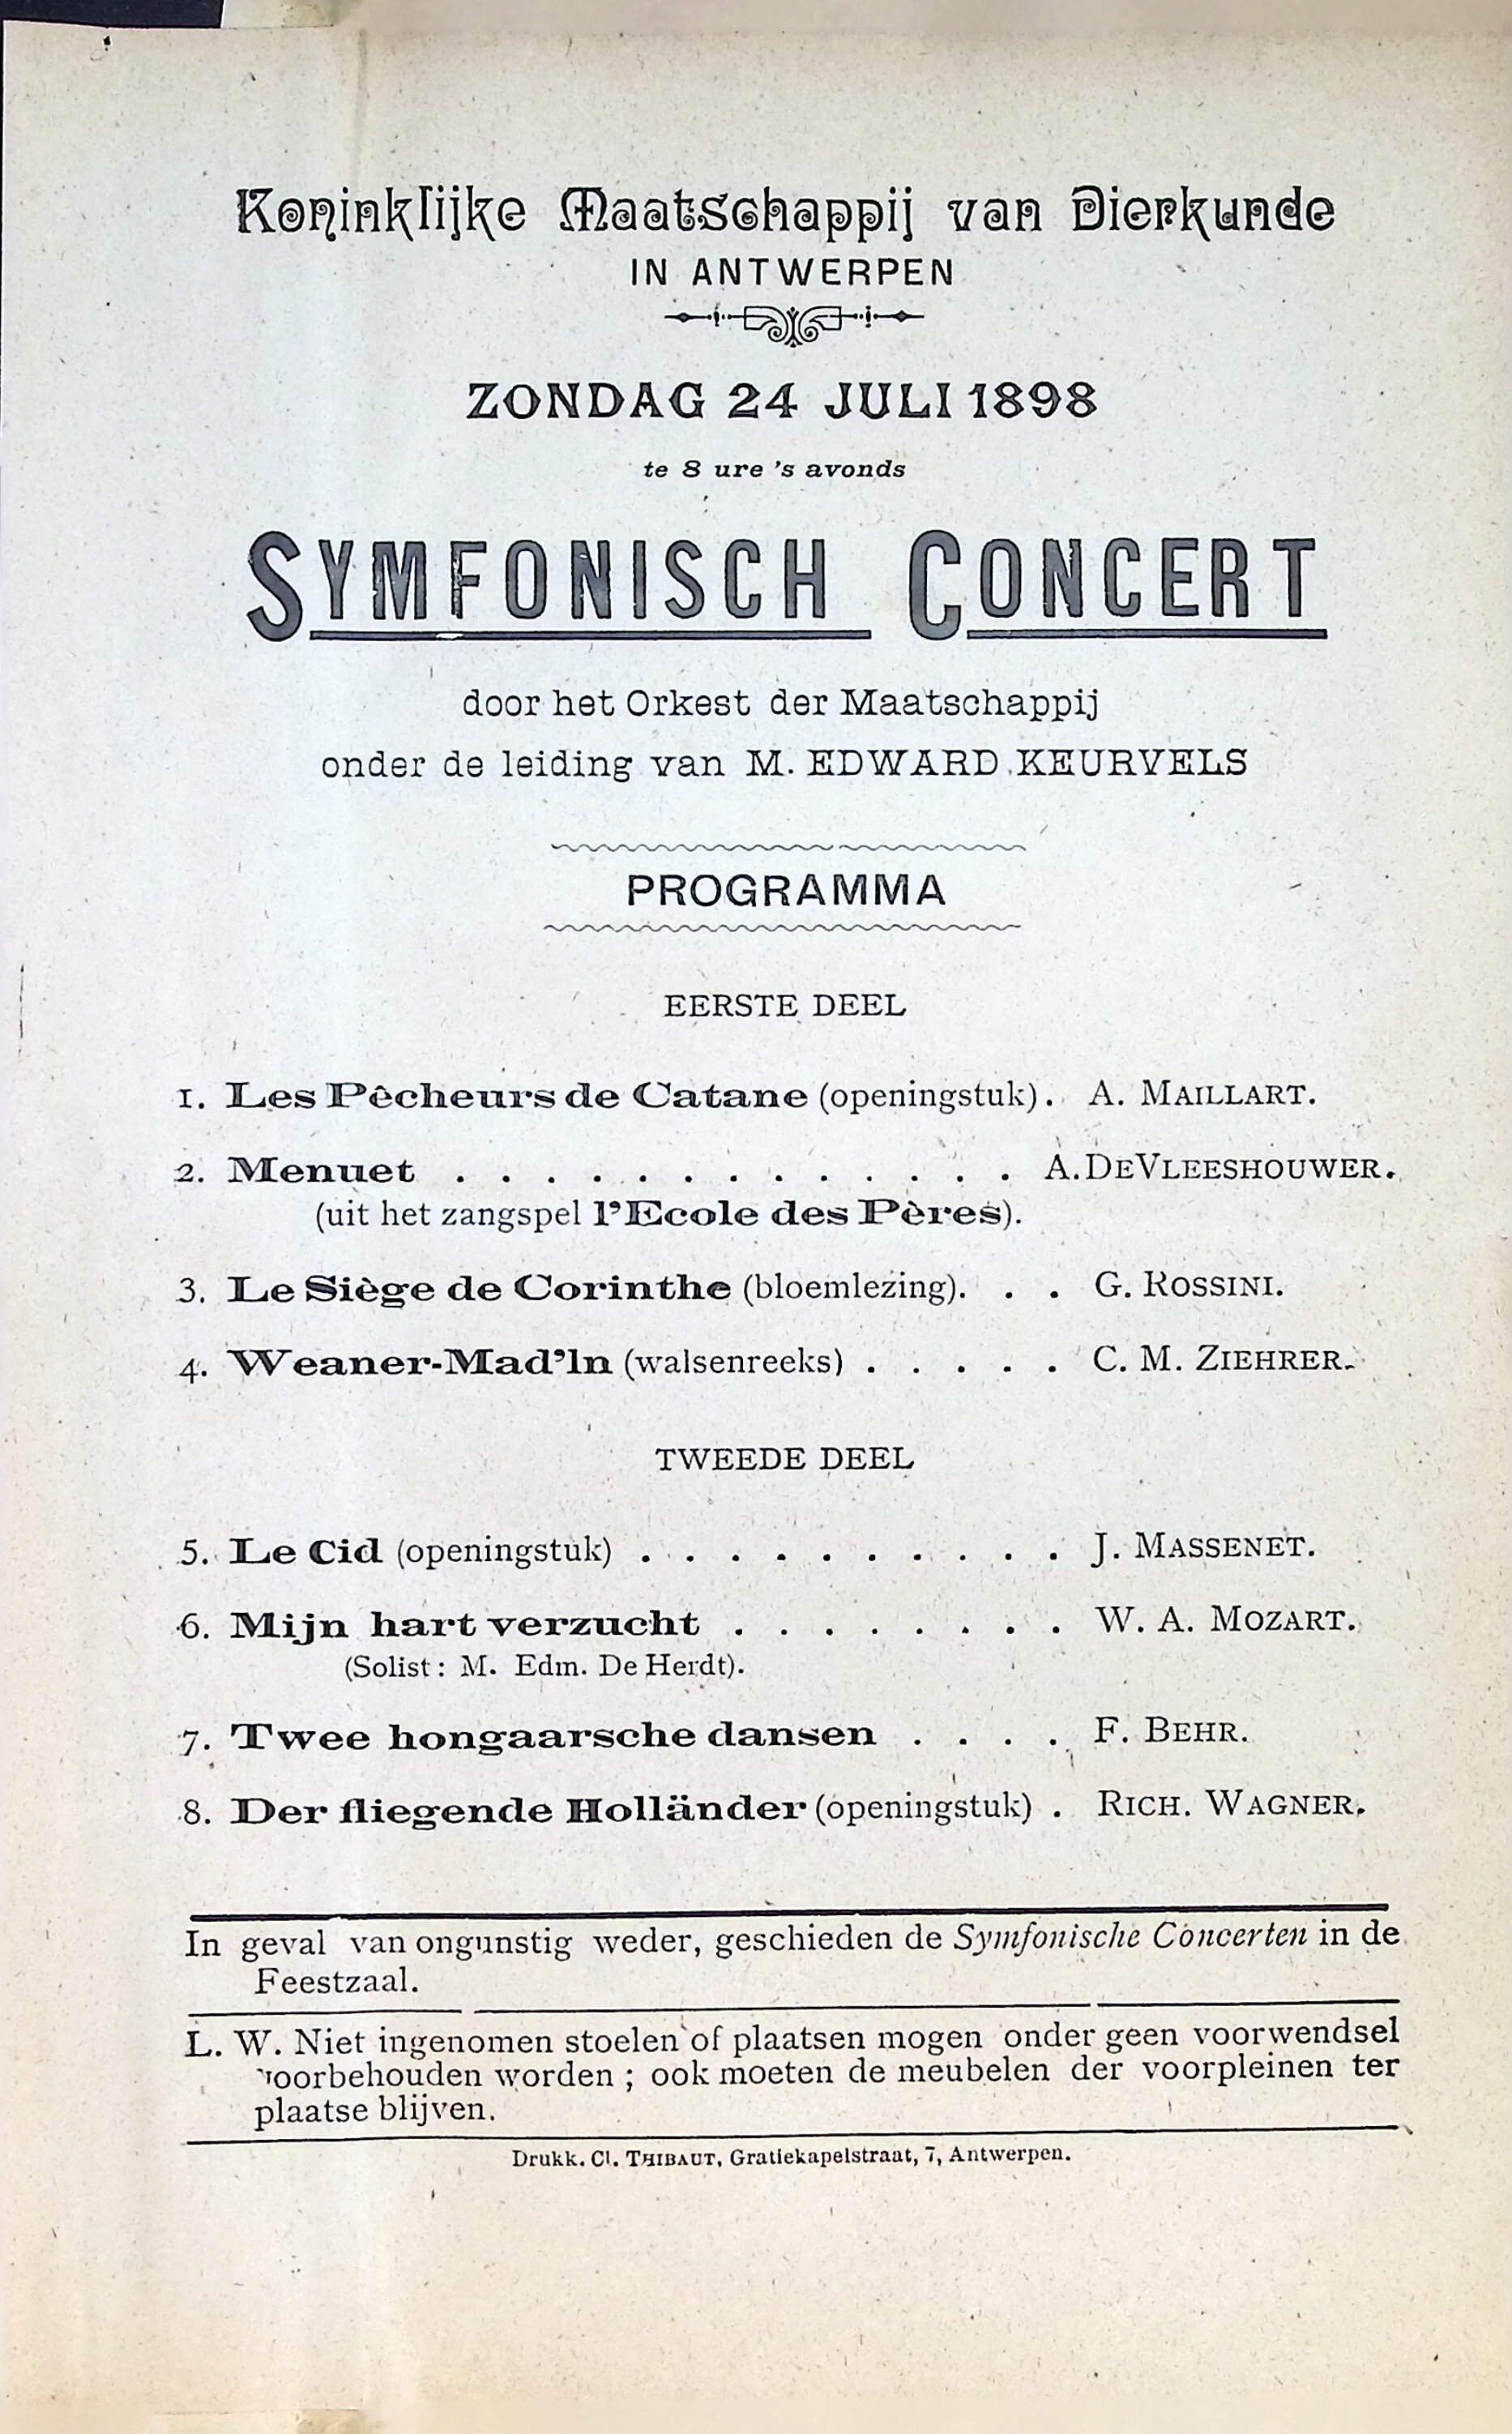 Koninklijke Maatschappij van Dierkunde
IN ANTWERPEN
ZONDAG 24 JULI 1898
te 8 ure 's avonds
SYMFONISCH CONCERT
door het Orkest der Maatschappij
onder de leiding van M. EDWARD KEURVELS
PROGRAMMA
EERSTE DEEL
1. Les Pêcheurs de Catane (openingstuk). A. MAILLART.
2. Menuet . . . . . . . . . . . . . A. DE VLEESHOUWER.
(uit het zangspel l'Ecole des Pères).
3. Le Siège de Corinthe (bloemlezing). . . G. ROSSINI.
4. Weaner-Mad'ln (walsenreeks) . . . . . C. M. ZIEHRER.
TWEEDE DEEL
5. Le Cid (openingstuk) . . . . . . . . . . J. MASSENET.
6. Mijn hart verzucht . . . . . . . . W. A. MOZART.
(Solist : M. Edm. De Herdt).
7. Twee hongaarsche dansen . . . . F. BEHR.
8. Der fliegende Holländer (openingstuk) . RICH. WAGNER.
In geval van ongunstig weder, geschieden de Symfonische Concerten in de
Feestzaal.
L. W. Niet ingenomen stoelen of plaatsen mogen onder geen voorwendsel
voorbehouden worden ; ook moeten de meubelen der voorpleinen ter
plaatse blijven.
Drukk. Cl. THIBAUT, Gratiekapelstraat, 7, Antwerpen.